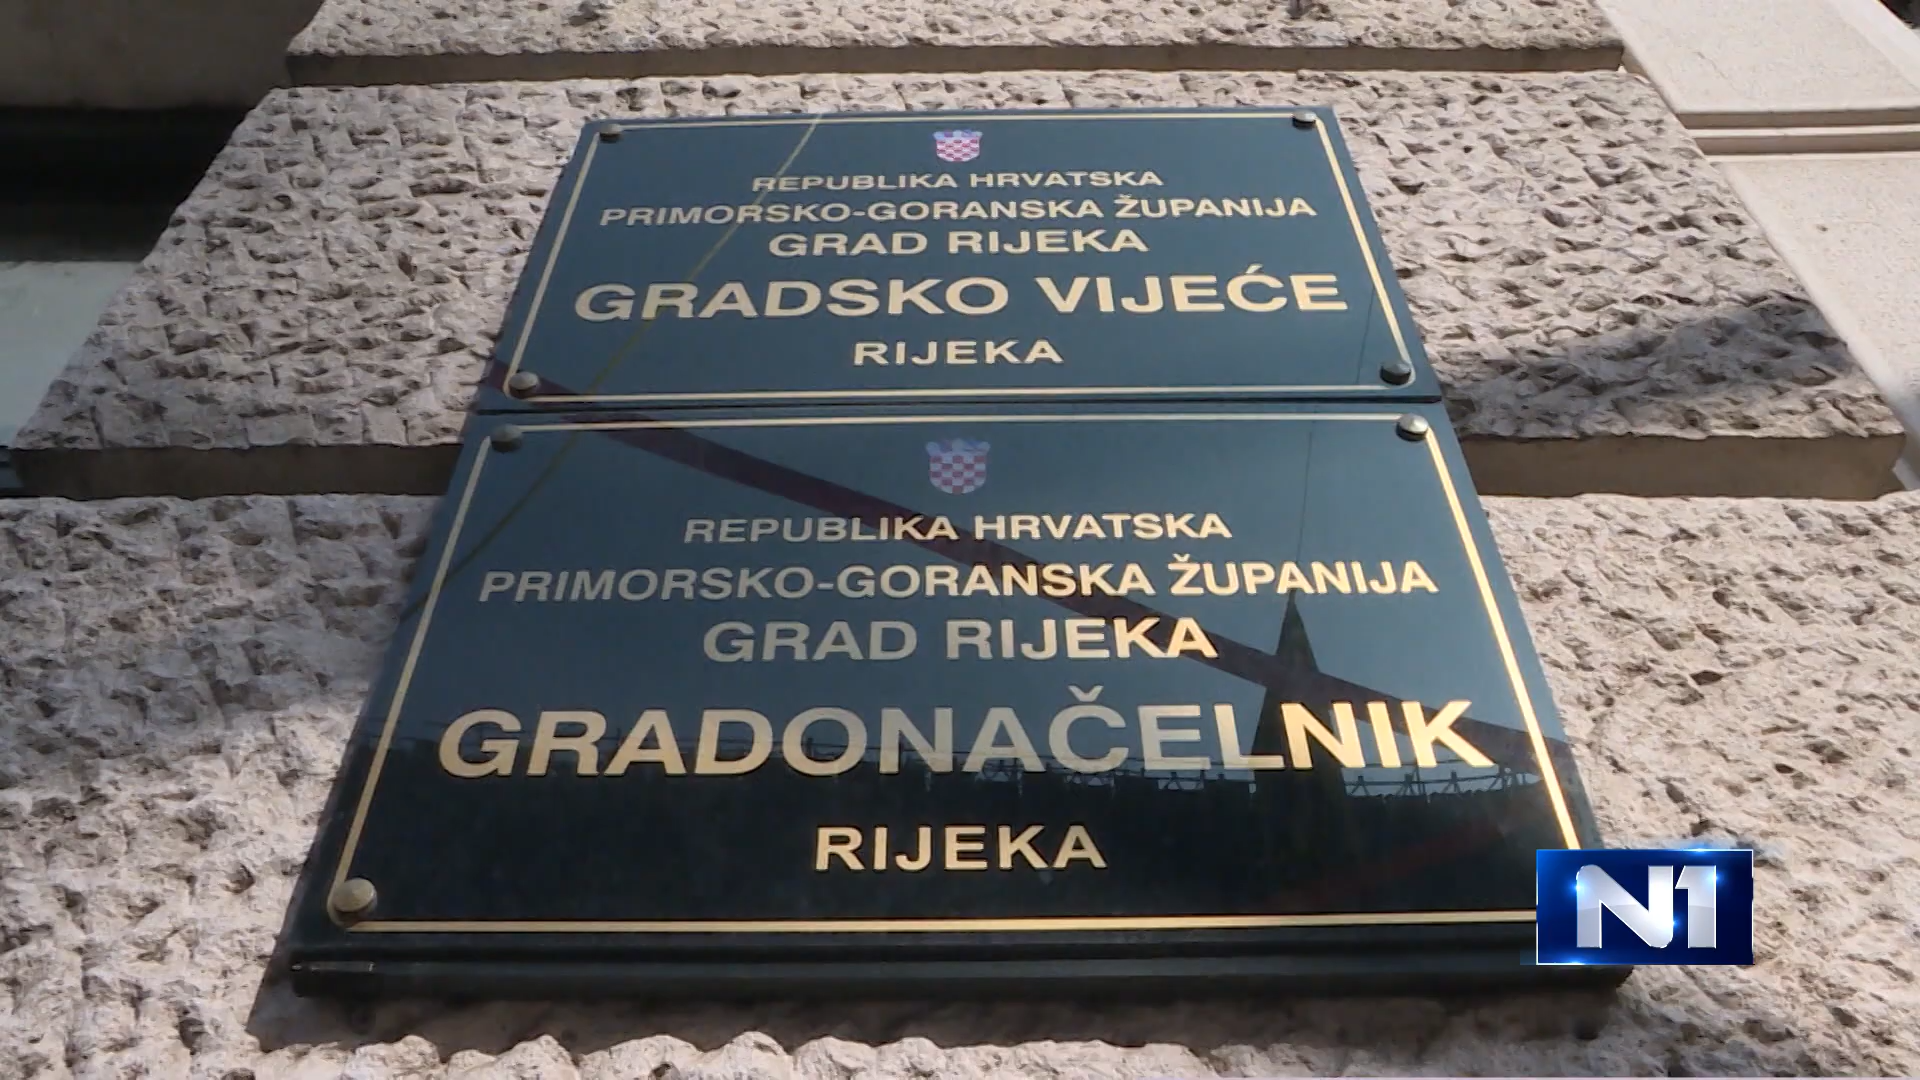 REPUBLIKA HRVATSKA
PRIMORSKO-GORANSKA ŽUPANIJA
GRAD RIJEKA
GRADSKO VIJEĆE
RIJEKA
REPUBLIKA HRVATSKA
PRIMORSKO-GORANSKA ŽUPANIJA
GRAD RIJEKA
GRADONAČELNIK
RIJEKA
N1